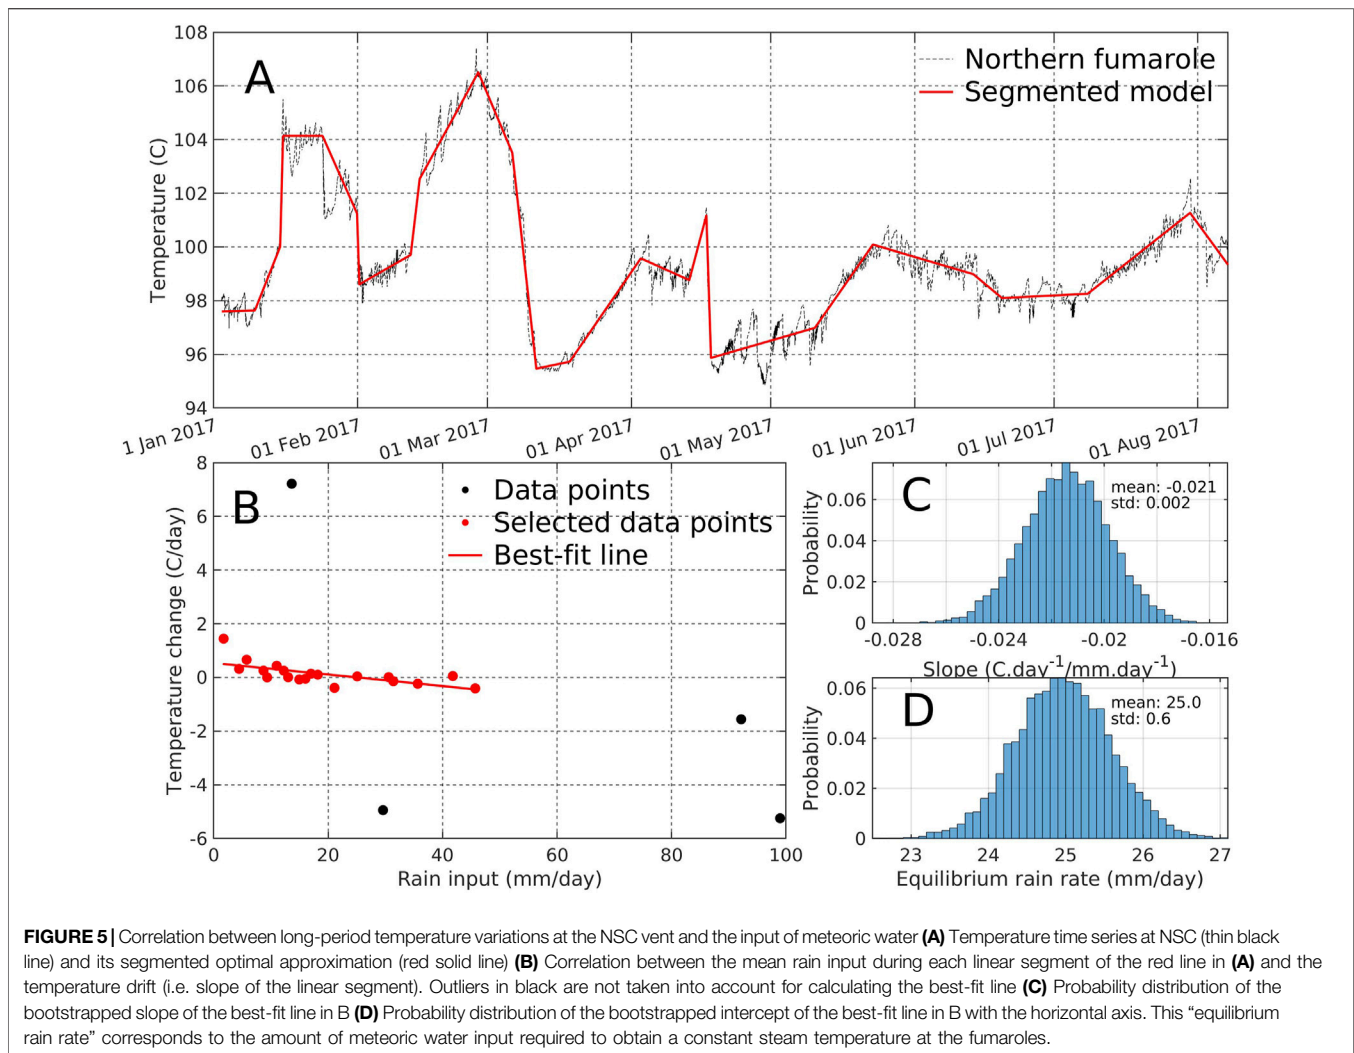 108
106
104
102
100
98
96
94
Temperature (C)
A
Northern fumarole
Segmented model
1 Jan 2017
01 Feb 2017
01 Mar 2017
01 Apr 2017
01 May 2017
01 Jun 2017
01 Jul 2017
01 Aug 2017
8
6
4
2
0
-2
-4
-6
Temperature change (C/day)
B
Data points
Selected data points
Best-fit line
0 20 40 60 80 100
Rain input (mm/day)
C
mean: -0.021
std: 0.002
0.06
0.04
0.02
0
Probability
-0.028 -0.024 -0.02 -0.016
Slope (C.day-1/mm.day-1)
D
mean: 25.0
std: 0.6
0.06
0.04
0.02
0
Probability
23 24 25 26 27
Equilibrium rain rate (mm/day)
FIGURE 5 | Correlation between long-period temperature variations at the NSC vent and the input of meteoric water (A) Temperature time series at NSC (thin black
line) and its segmented optimal approximation (red solid line) (B) Correlation between the mean rain input during each linear segment of the red line in (A) and the
temperature drift (i.e. slope of the linear segment). Outliers in black are not taken into account for calculating the best-fit line (C) Probability distribution of the
bootstrapped slope of the best-fit line in B (D) Probability distribution of the bootstrapped intercept of the best-fit line in B with the horizontal axis. This “equilibrium
rain rate” corresponds to the amount of meteoric water input required to obtain a constant steam temperature at the fumaroles.